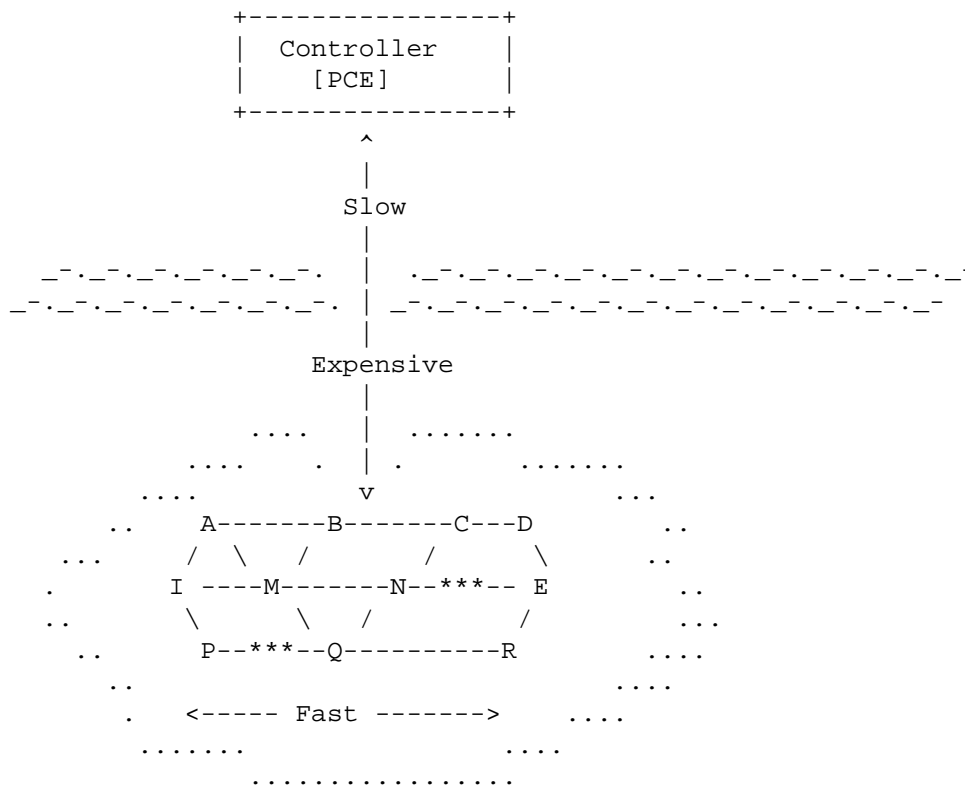 +----------------+
|  Controller    |
|    [PCE]       |
+----------------+
^
|
Slow
|
_-._-._-._-._-._-.   |   ._-._-._-._-._-._-._-._-._-._-._-
_-._-._-._-._-._-._-.  |  _-._-._-._-._-._-._-._-._-._-._-
|
Expensive
|
....   |   .......
....    .  | .       .......
....          v               ...
..    A-------B-------C---D        ..
...    /  \   /       /      \      ..
.       I ----M-------N--***-- E        ..
..       \      \   /         /         ...
..      P--***--Q----------R        ....
..                              ....
.   <----- Fast ------->    ....
.......                ....
.................